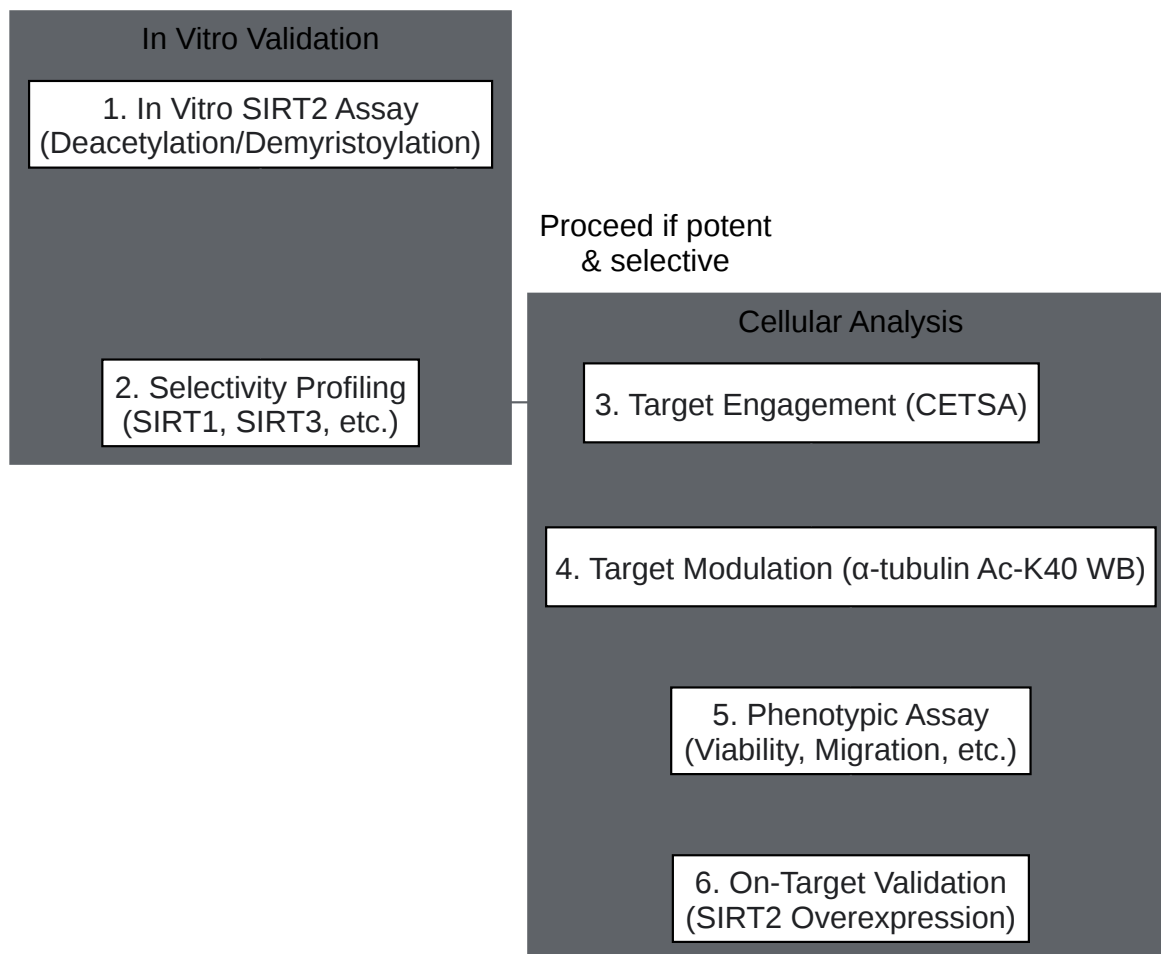 In Vitro Validation
1. In Vitro SIRT2 Assay
(Deacetylation/Demyristoylation)
2. Selectivity Profiling
(SIRT1, SIRT3, etc.)
Proceed if potent
& selective
Cellular Analysis
3. Target Engagement (CETSA)
4. Target Modulation (α-tubulin Ac-K40 WB)
5. Phenotypic Assay
(Viability, Migration, etc.)
6. On-Target Validation
(SIRT2 Overexpression)